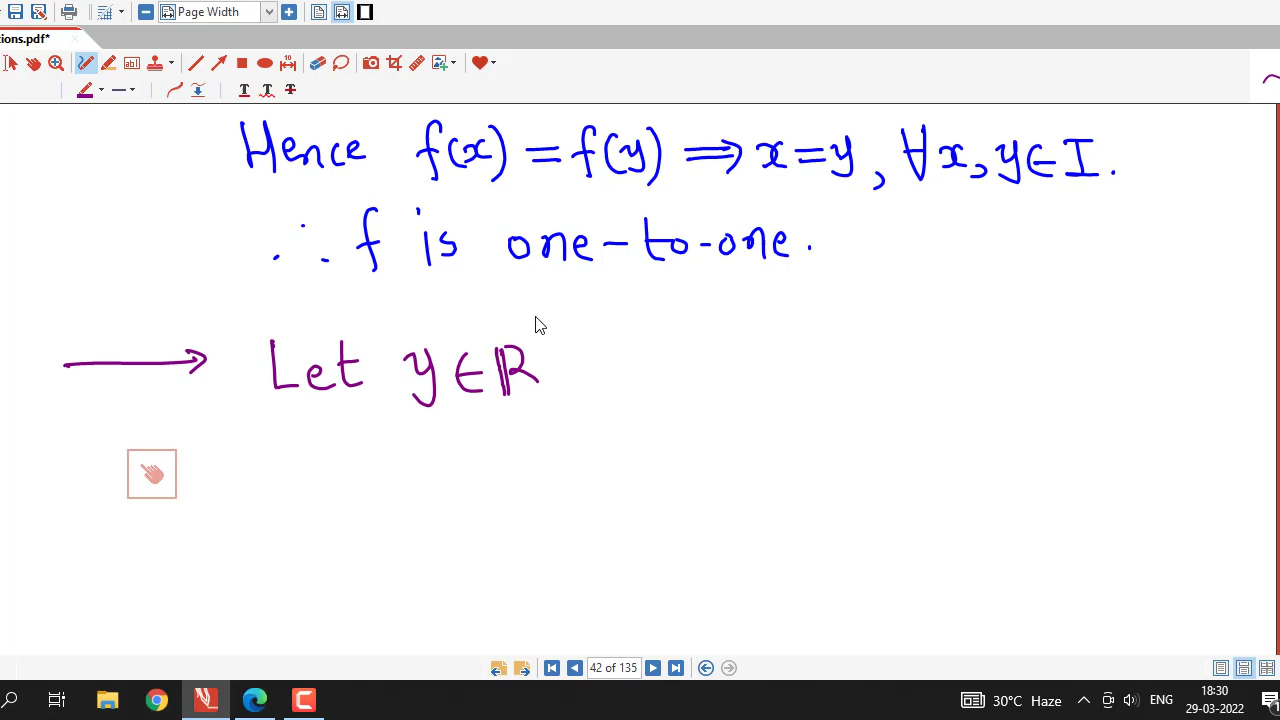 Page Width
ions.pdf*
10
Hence f(x) = f(y) ⟹ x = y, ∀x, y ∈ I.
∴ f is one-to-one.
⟶ Let y ∈ ℝ
42 of 135
30°C Haze ENG 18:30
29-03-2022